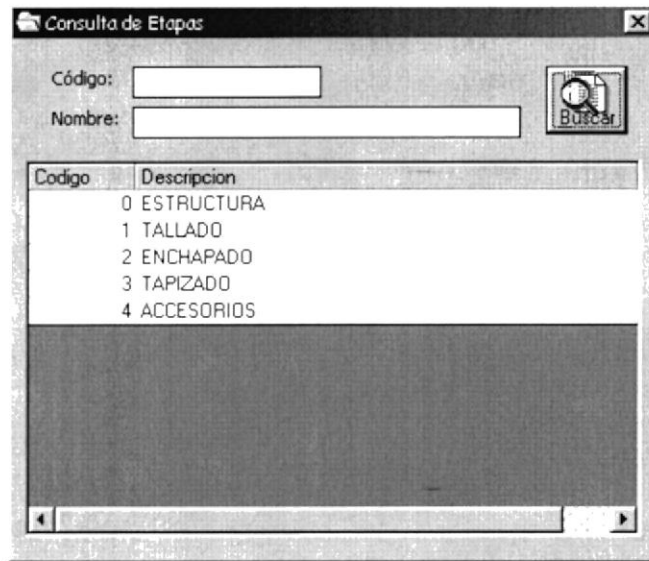 Consulta de Etapas
Código:
Nombre:
Buscar
Codigo Descripcion
0 ESTRUCTURA
1 TALLADO
2 ENCHAPADO
3 TAPIZADO
4 ACCESORIOS